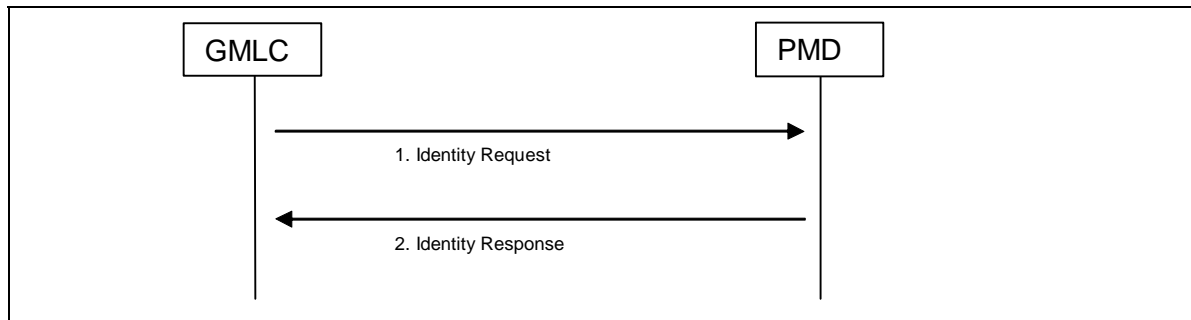 GMLC
PMD
1. Identity Request
2. Identity Response